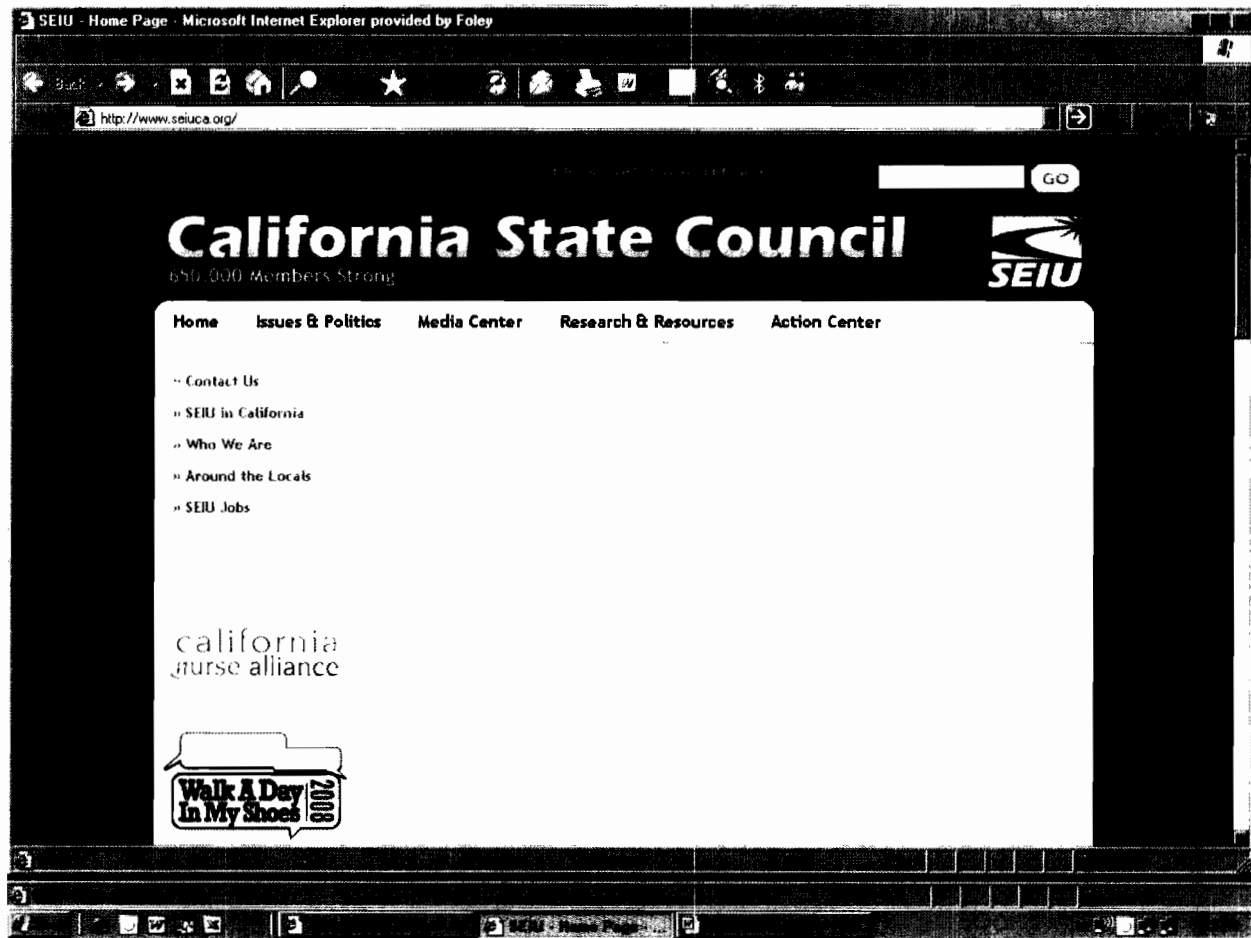 SEIU - Home Page - Microsoft Internet Explorer provided by Foley
Back
http://www.seiuca.org/
GO
California State Council
650,000 Members Strong
SEIU
Home Issues & Politics Media Center Research & Resources Action Center
» Contact Us
» SEIU in California
» Who We Are
» Around the Locals
» SEIU Jobs
california
nurse alliance
Walk A Day
In My Shoes
2008